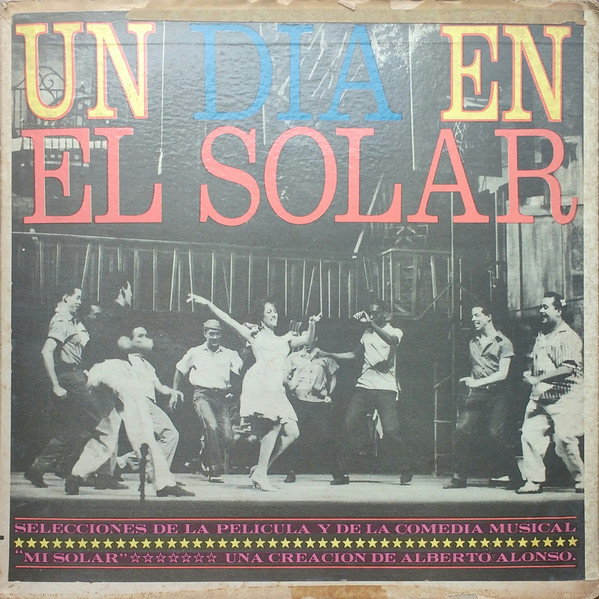 UN DIA EN
EL SOLAR
SELECCIONES DE LA PELICULA Y DE LA COMEDIA MUSICAL
"MI SOLAR" ☆☆☆☆☆☆☆ UNA CREACION DE ALBERTO ALONSO.